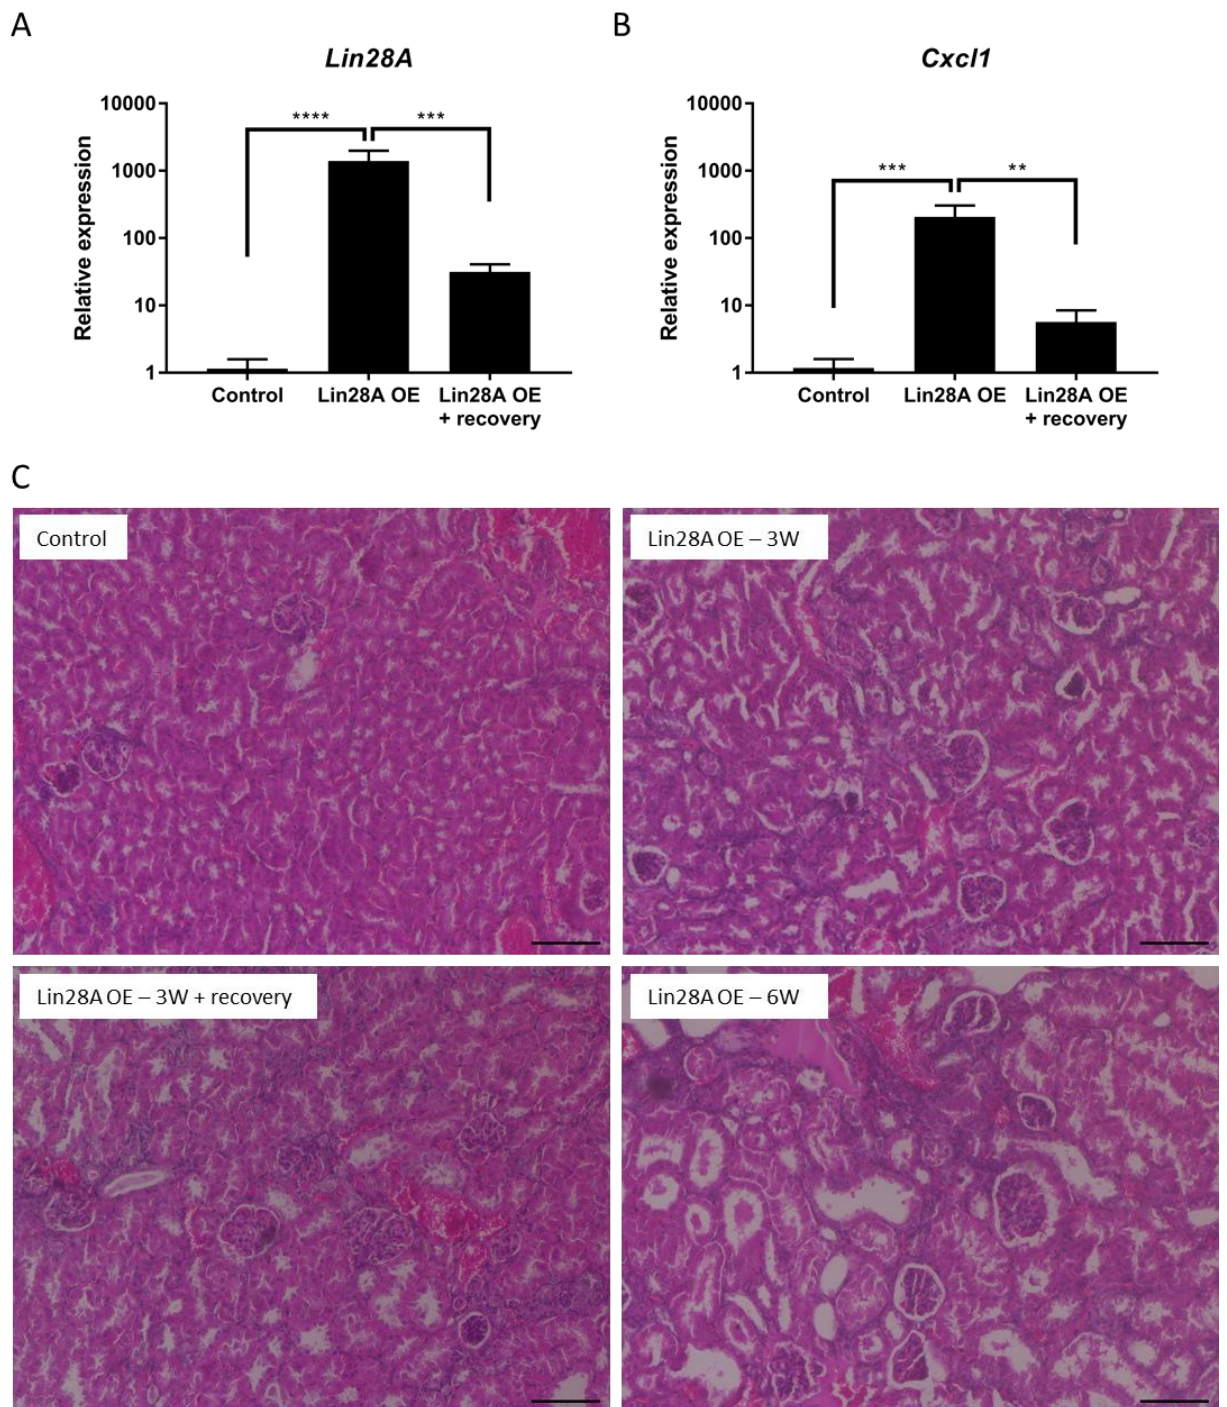 A
B
Lin28A
Cxcl1
Relative expression
10000
1000
100
10
1
****
***
Control
Lin28A OE
Lin28A OE
+ recovery
Relative expression
10000
1000
100
10
1
***
**
Control
Lin28A OE
Lin28A OE
+ recovery
C
Control
Lin28A OE – 3W
Lin28A OE – 3W + recovery
Lin28A OE – 6W